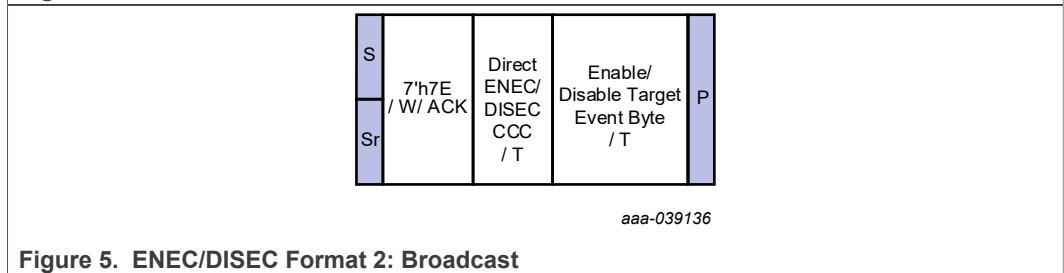 S
Sr
7'h7E
/ W/ ACK
Direct
ENEC/
DISEC
CCC
/ T
Enable/
Disable Target
Event Byte
/ T
P
aaa-039136
Figure 5. ENEC/DISEC Format 2: Broadcast